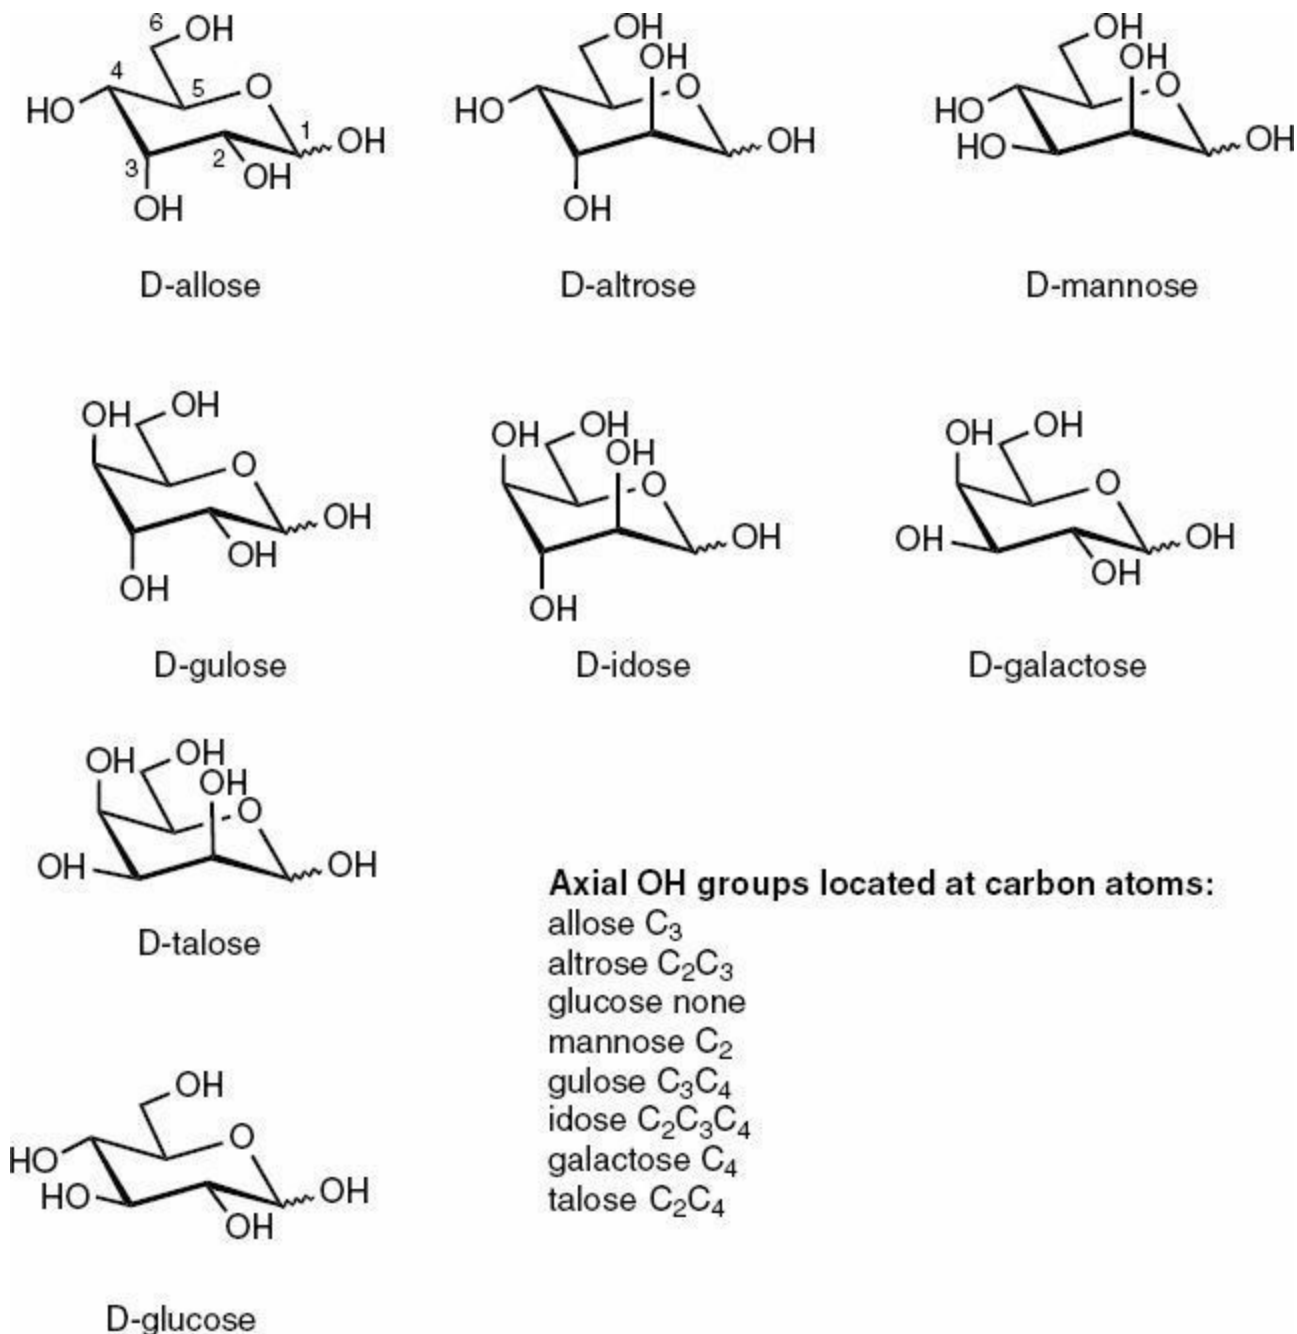 6
OH
4
5
O
HO
1
OH
3
2
OH
OH
D-allose
OH
OH
O
HO
OH
OH
D-altrose
OH
OH
O
HO
HO
OH
D-mannose
OH
OH
O
OH
OH
OH
D-gulose
OH
OH
OH
O
OH
OH
D-idose
OH
OH
O
OH
OH
OH
D-galactose
OH
OH
OH
O
OH
OH
D-talose
Axial OH groups located at carbon atoms:
allose C₃
altrose C₂C₃
glucose none
mannose C₂
gulose C₃C₄
idose C₂C₃C₄
galactose C₄
talose C₂C₄
OH
O
HO
HO
OH
OH
D-glucose